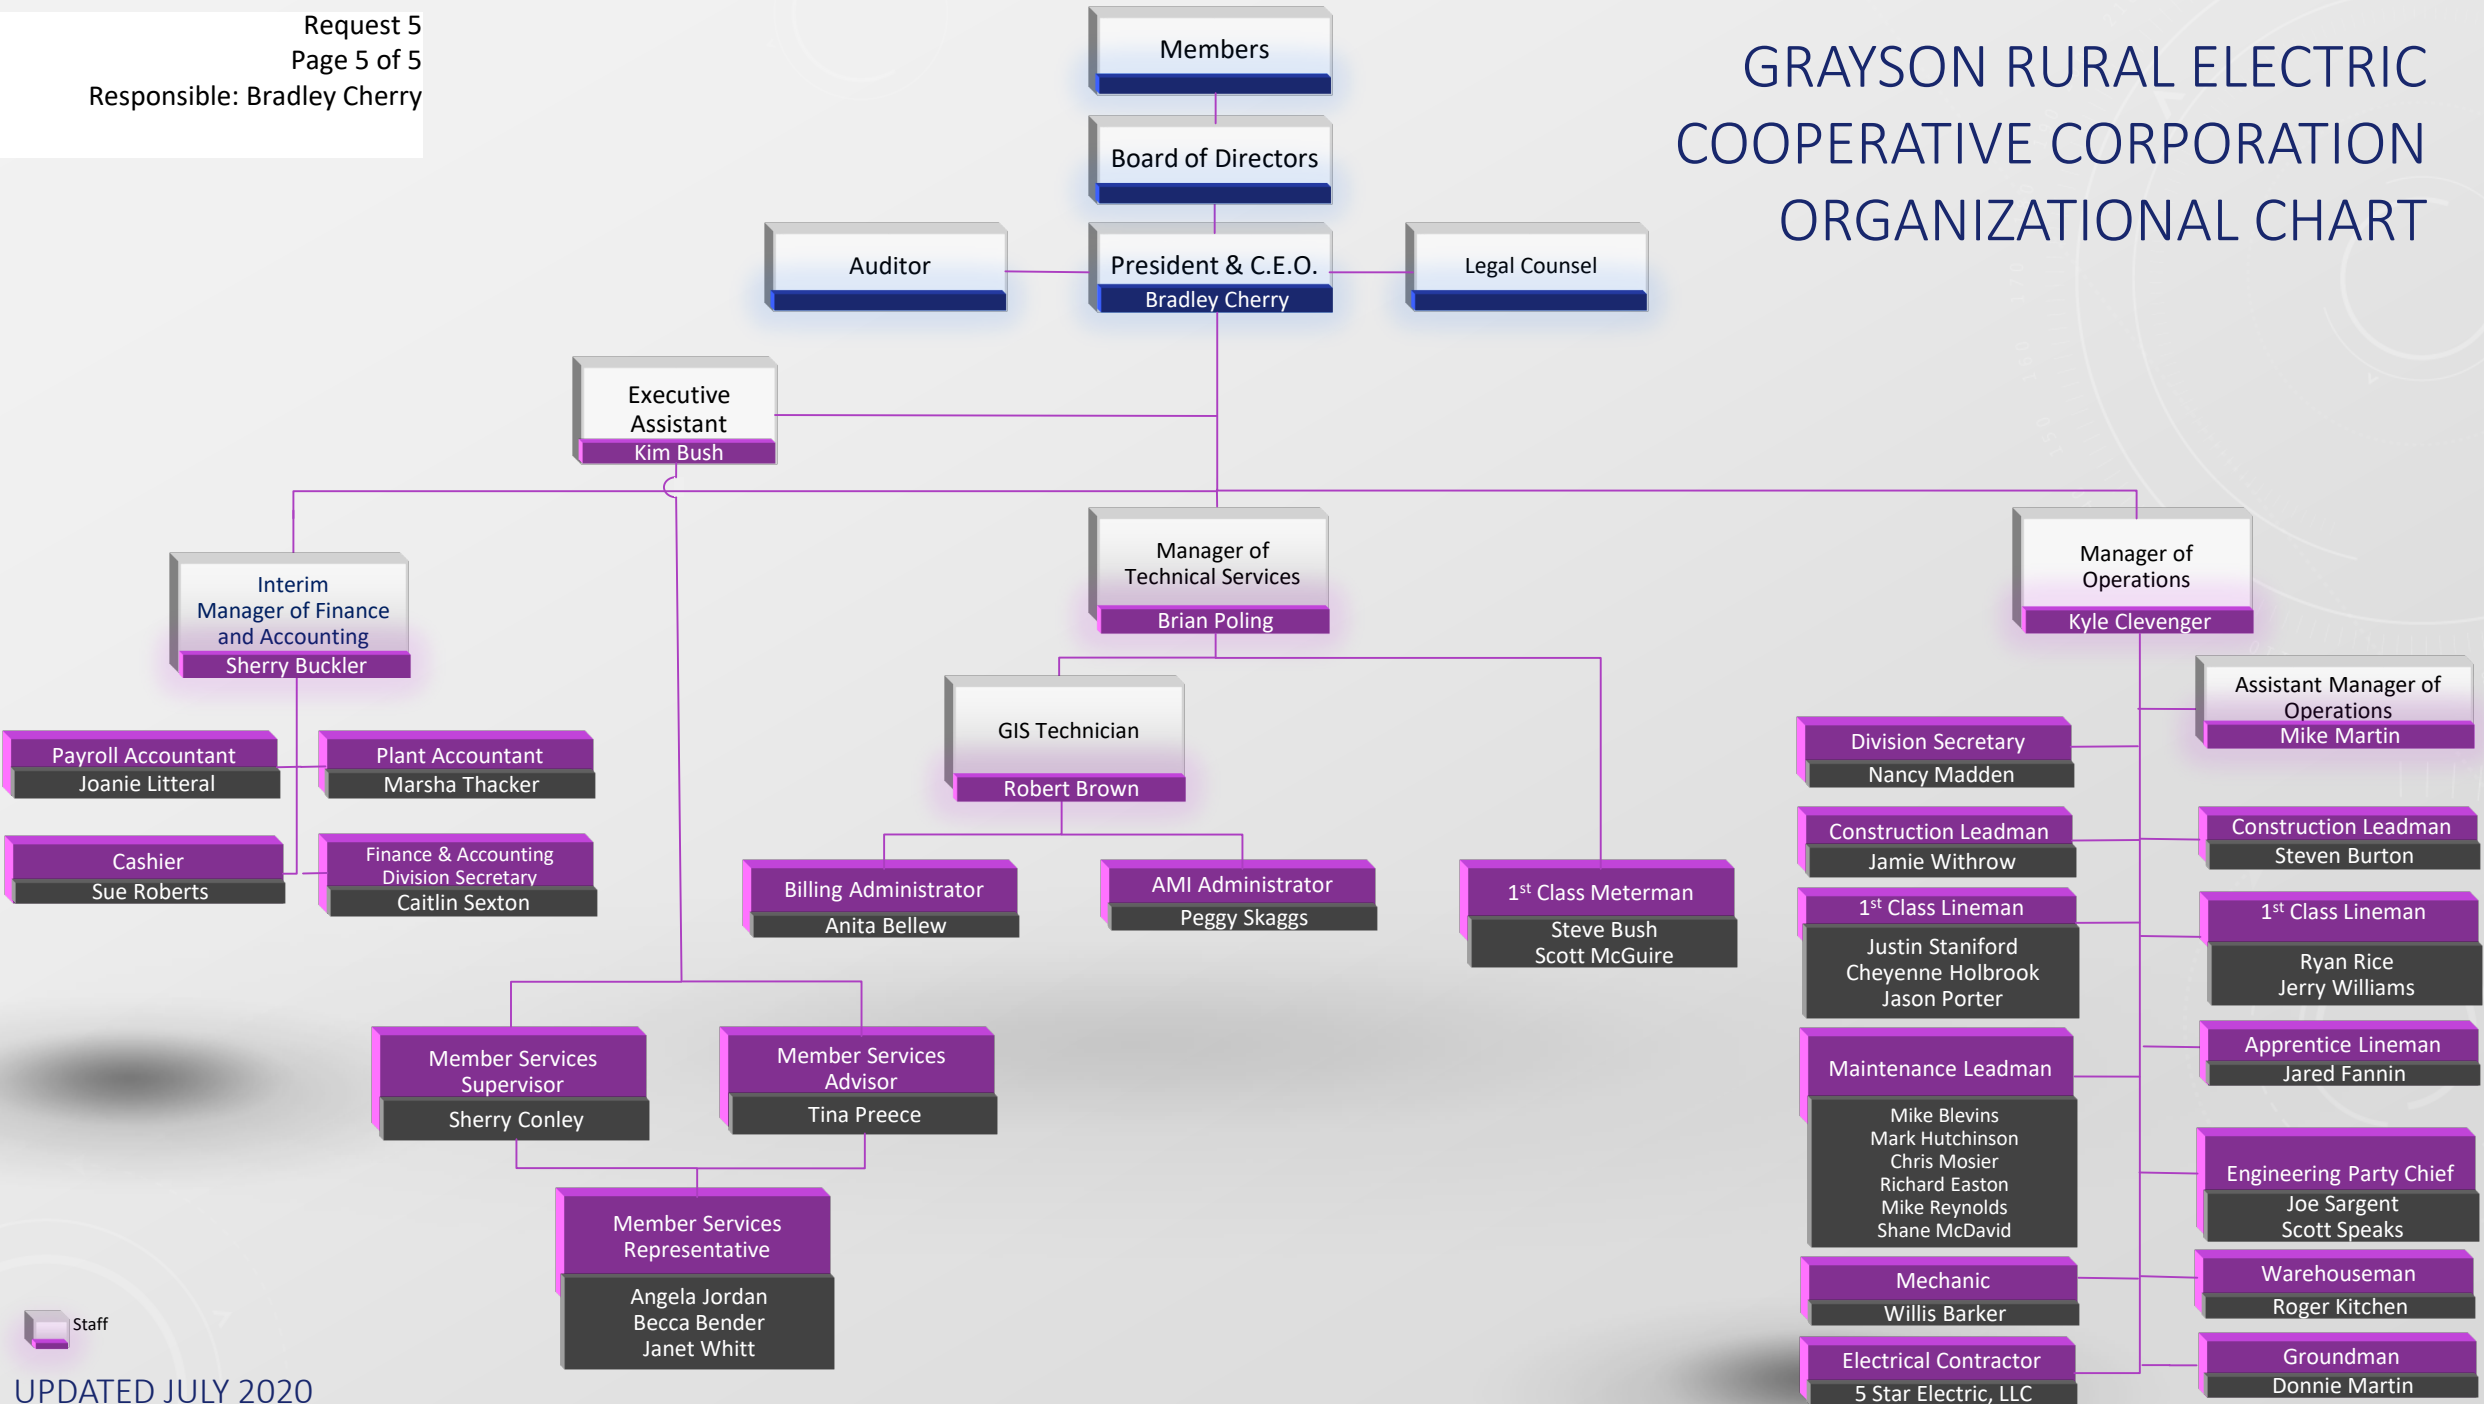 Request 5
Page 5 of 5
Responsible: Bradley Cherry
GRAYSON RURAL ELECTRIC
COOPERATIVE CORPORATION
ORGANIZATIONAL CHART
Members
Board of Directors
Auditor
President & C.E.O.
Bradley Cherry
Legal Counsel
Executive
Assistant
Kim Bush
Interim
Manager of Finance
and Accounting
Sherry Buckler
Manager of
Technical Services
Brian Poling
Manager of
Operations
Kyle Clevenger
Assistant Manager of
Operations
Mike Martin
Payroll Accountant
Joanie Litteral
Plant Accountant
Marsha Thacker
Cashier
Sue Roberts
Finance & Accounting
Division Secretary
Caitlin Sexton
GIS Technician
Robert Brown
Billing Administrator
Anita Bellew
AMI Administrator
Peggy Skaggs
1st Class Meterman
Steve Bush
Scott McGuire
Member Services
Supervisor
Sherry Conley
Member Services
Advisor
Tina Preece
Member Services
Representative
Angela Jordan
Becca Bender
Janet Whitt
Division Secretary
Nancy Madden
Construction Leadman
Jamie Withrow
Construction Leadman
Steven Burton
1st Class Lineman
Justin Staniford
Cheyenne Holbrook
Jason Porter
1st Class Lineman
Ryan Rice
Jerry Williams
Maintenance Leadman
Mike Blevins
Mark Hutchinson
Chris Mosier
Richard Easton
Mike Reynolds
Shane McDavid
Apprentice Lineman
Jared Fannin
Engineering Party Chief
Joe Sargent
Scott Speaks
Mechanic
Willis Barker
Warehouseman
Roger Kitchen
Electrical Contractor
5 Star Electric, LLC
Groundman
Donnie Martin
Staff
UPDATED JULY 2020